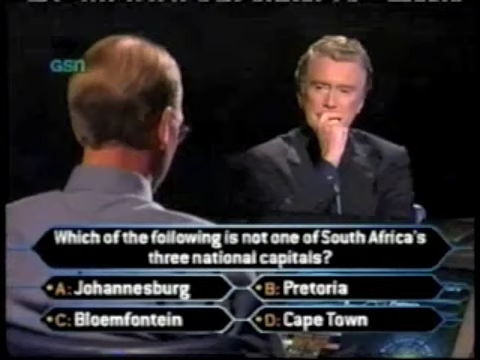 GSN
Which of the following is not one of South Africa's
three national capitals?
A: Johannesburg
B: Pretoria
C: Bloemfontein
D: Cape Town